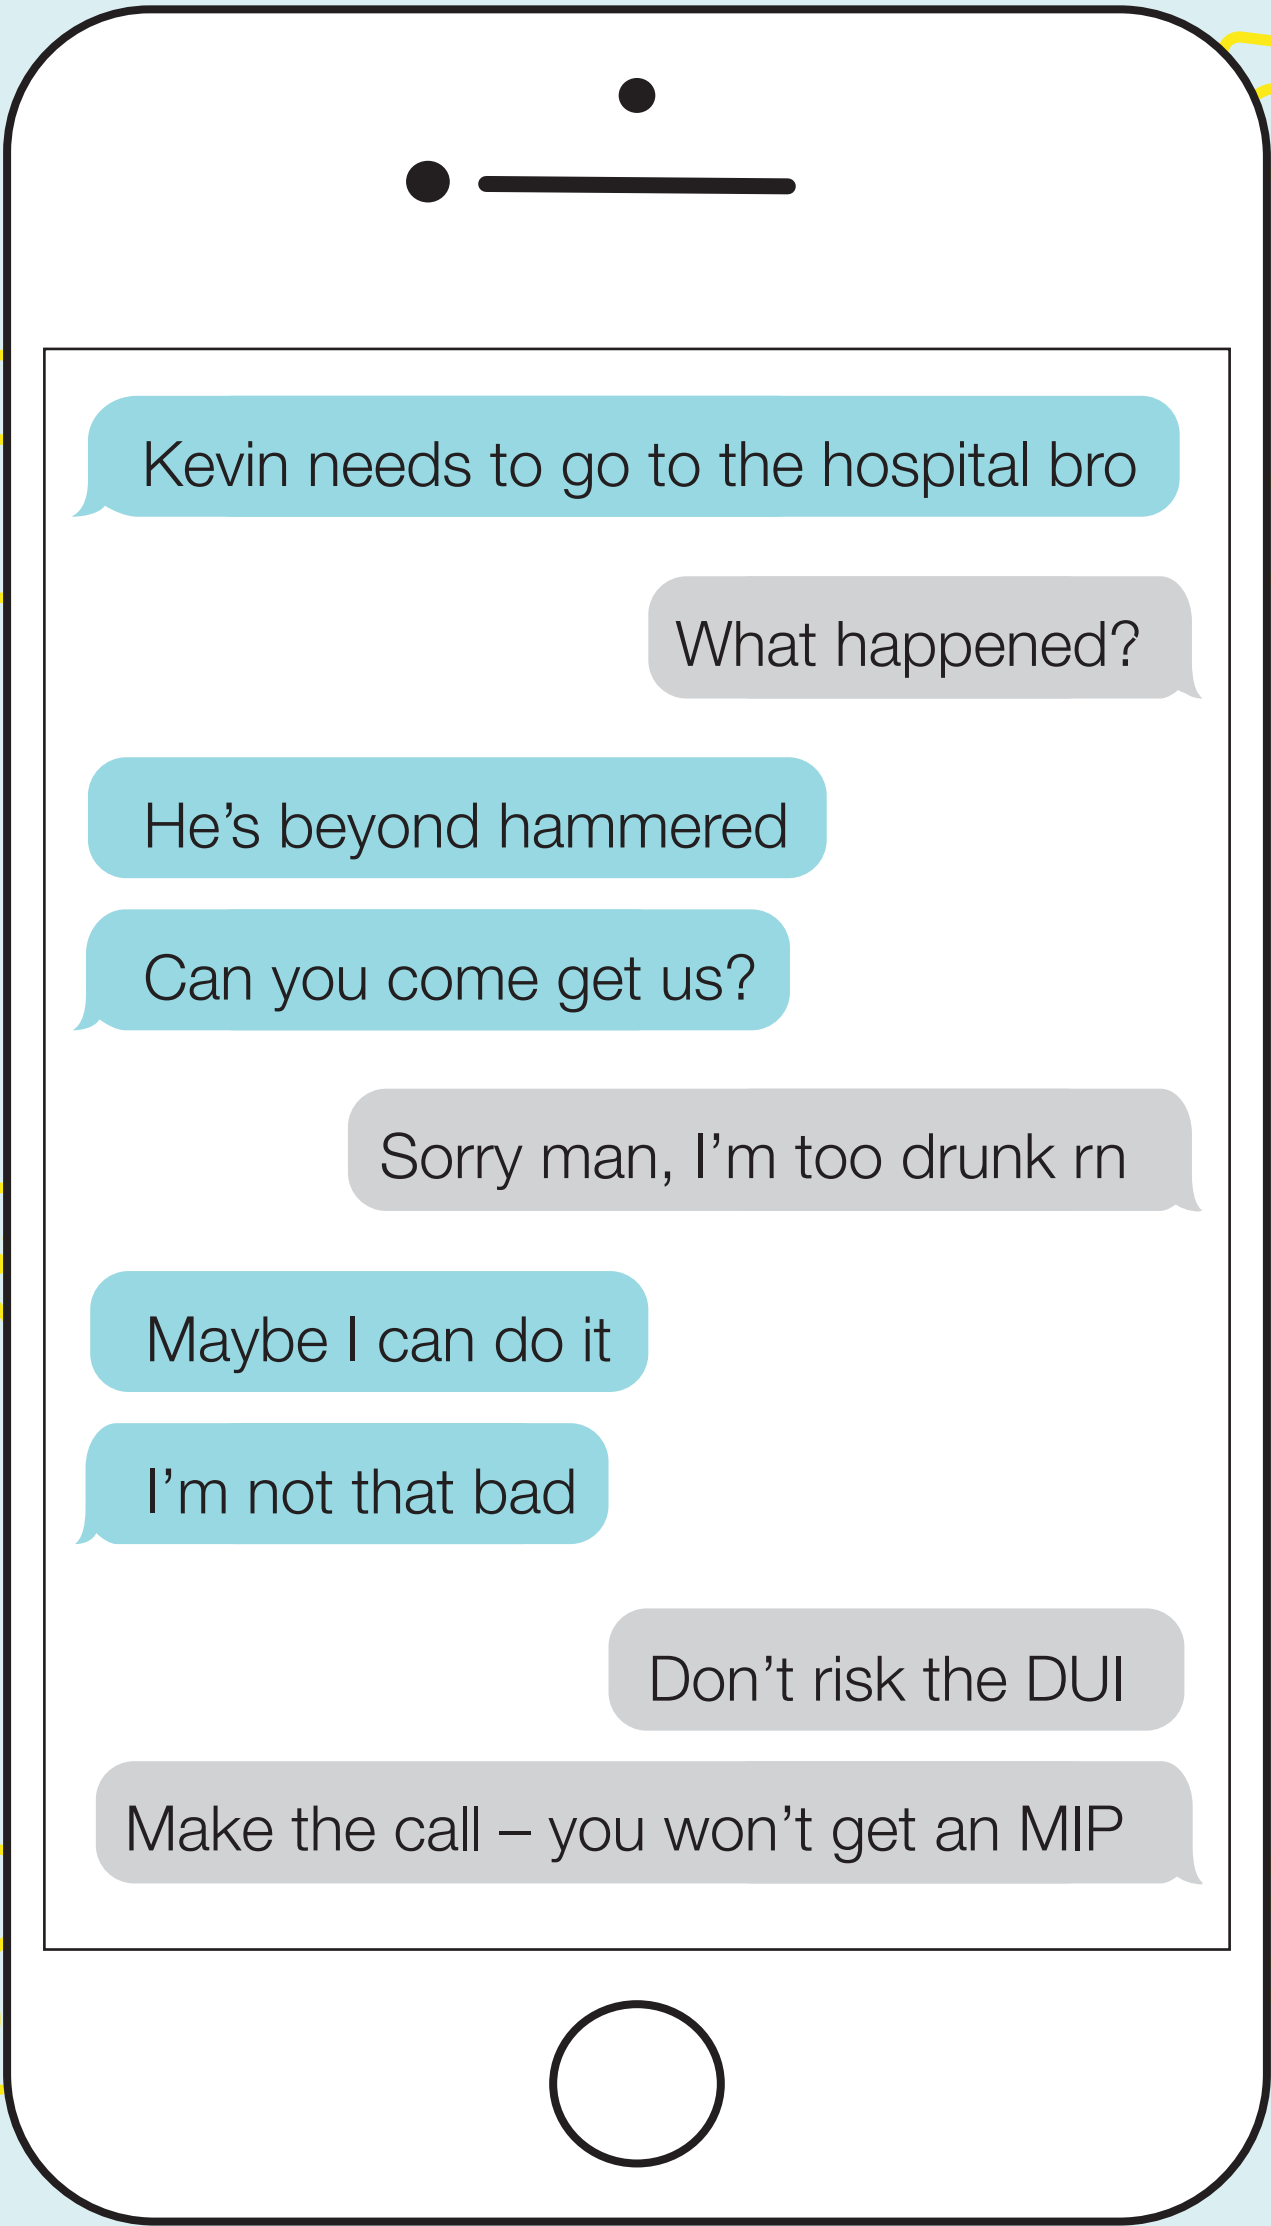 Kevin needs to go to the hospital bro
What happened?
He’s beyond hammered
Can you come get us?
Sorry man, I’m too drunk rn
Maybe I can do it
I’m not that bad
Don’t risk the DUI
Make the call – you won’t get an MIP